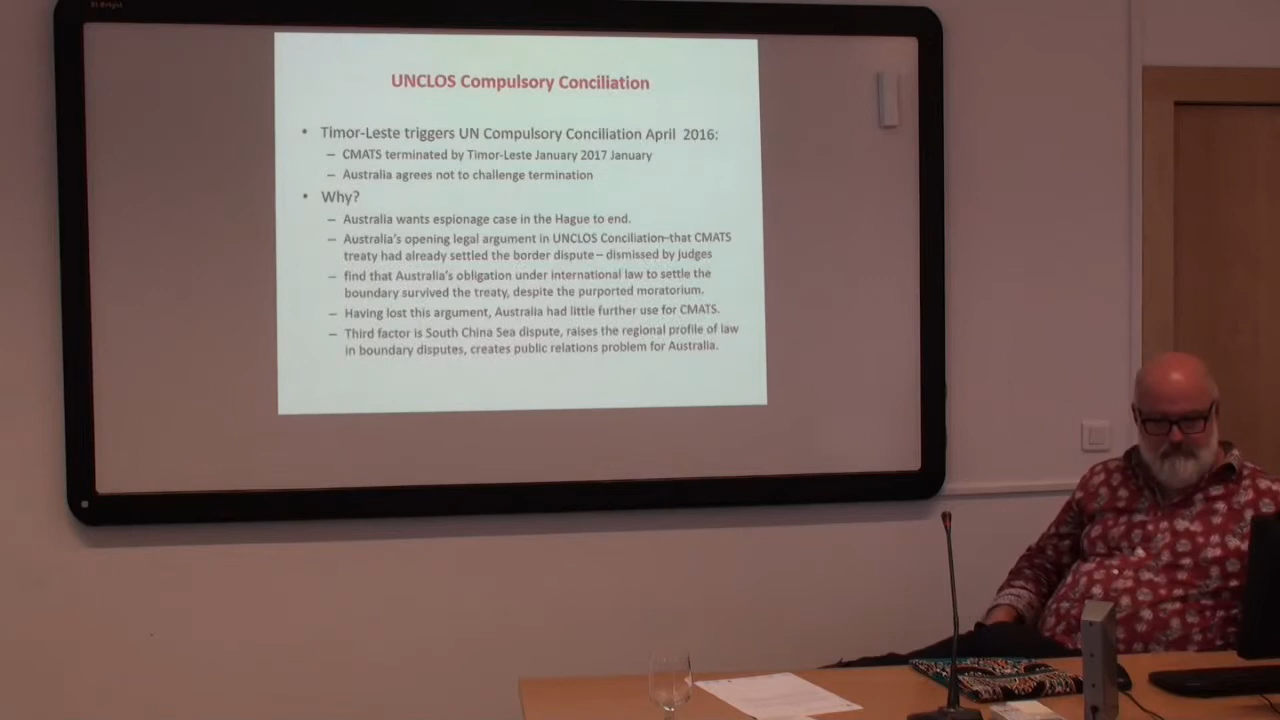 UNCLOS Compulsory Conciliation
• Timor-Leste triggers UN Compulsory Conciliation April 2016:
– CMATS terminated by Timor-Leste January 2017 January
– Australia agrees not to challenge termination
• Why?
– Australia wants espionage case in the Hague to end.
– Australia's opening legal argument in UNCLOS Conciliation–that CMATS
treaty had already settled the border dispute – dismissed by judges
– find that Australia's obligation under international law to settle the
boundary survived the treaty, despite the purported moratorium.
– Having lost this argument, Australia had little further use for CMATS.
– Third factor is South China Sea dispute, raises the regional profile of law
in boundary disputes, creates public relations problem for Australia.